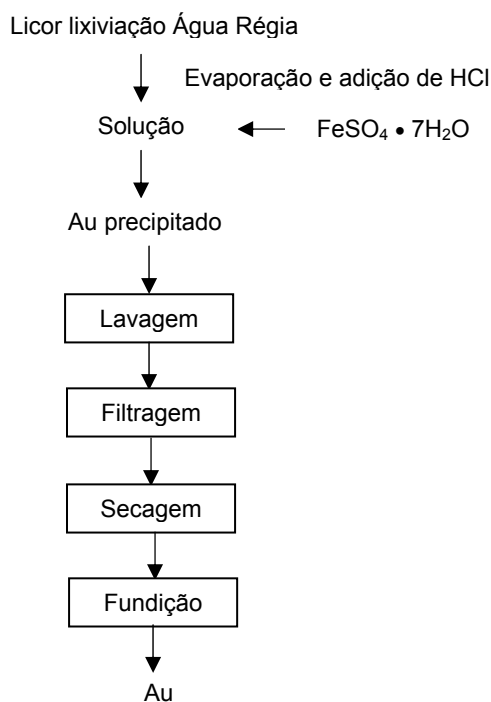 Licor lixiviação Água Régia
Evaporação e adição de HCl
Solução
FeSO₄ • 7H₂O
Au precipitado
Lavagem
Filtragem
Secagem
Fundição
Au